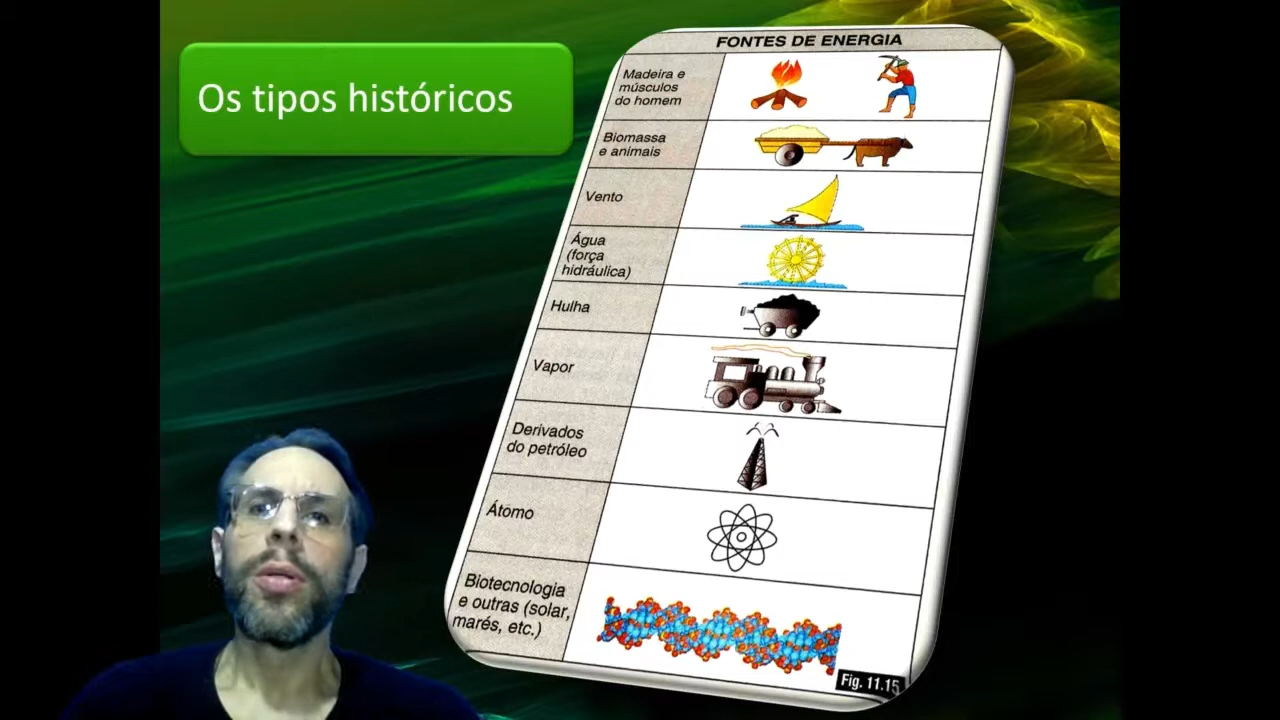 Os tipos históricos
FONTES DE ENERGIA
Madeira e
músculos
do homem
Biomassa
e animais
Vento
Água
(força
hidráulica)
Hulha
Vapor
Derivados
do petróleo
Átomo
Biotecnologia
e outras (solar,
marés, etc.)
Fig. 11.15